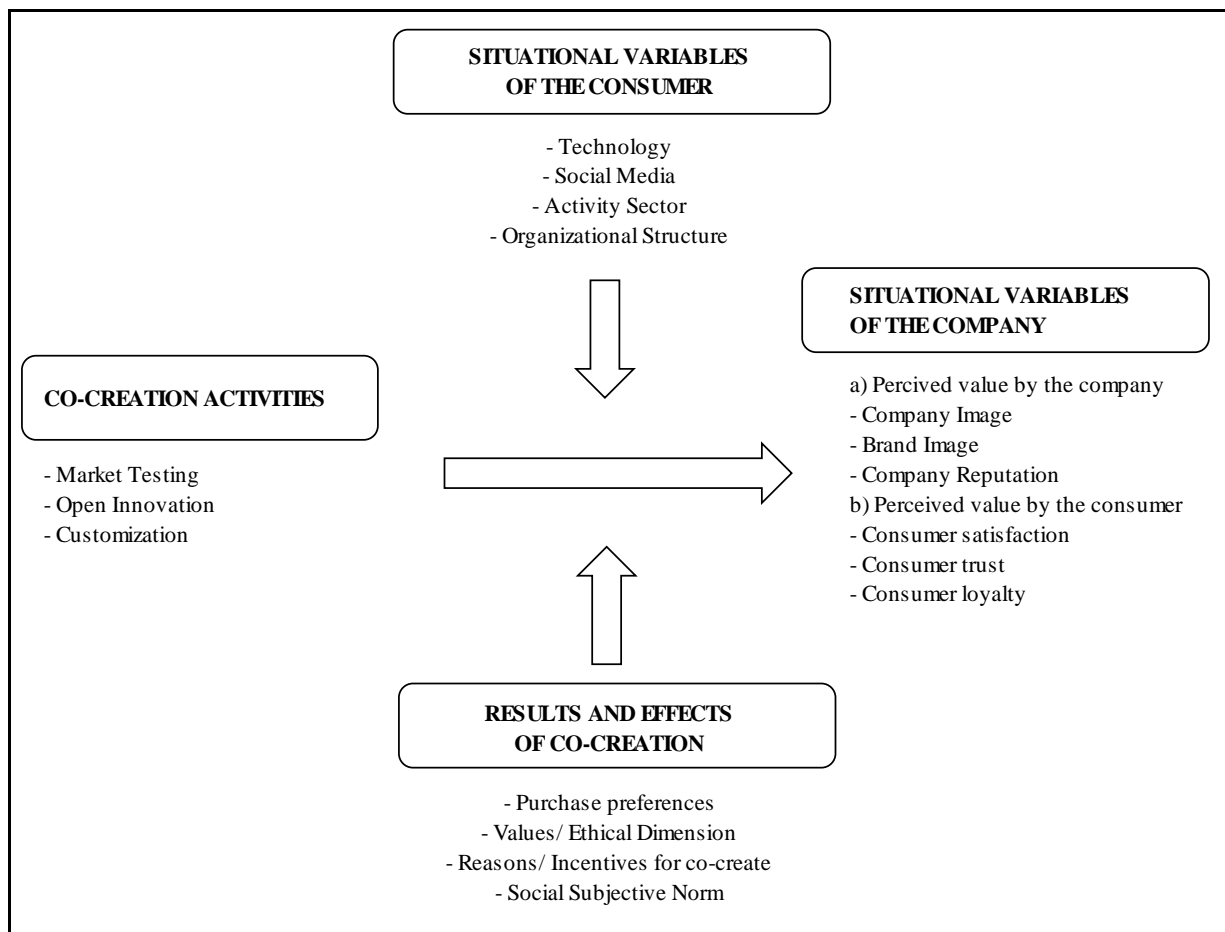 SITUATIONAL VARIABLES
OF THE CONSUMER
- Technology
- Social Media
- Activity Sector
- Organizational Structure
SITUATIONAL VARIABLES
OF THE COMPANY
a) Percived value by the company
- Company Image
- Brand Image
- Company Reputation
b) Perceived value by the consumer
- Consumer satisfaction
- Consumer trust
- Consumer loyalty
CO-CREATION ACTIVITIES
- Market Testing
- Open Innovation
- Customization
RESULTS AND EFFECTS
OF CO-CREATION
- Purchase preferences
- Values/ Ethical Dimension
- Reasons/ Incentives for co-create
- Social Subjective Norm